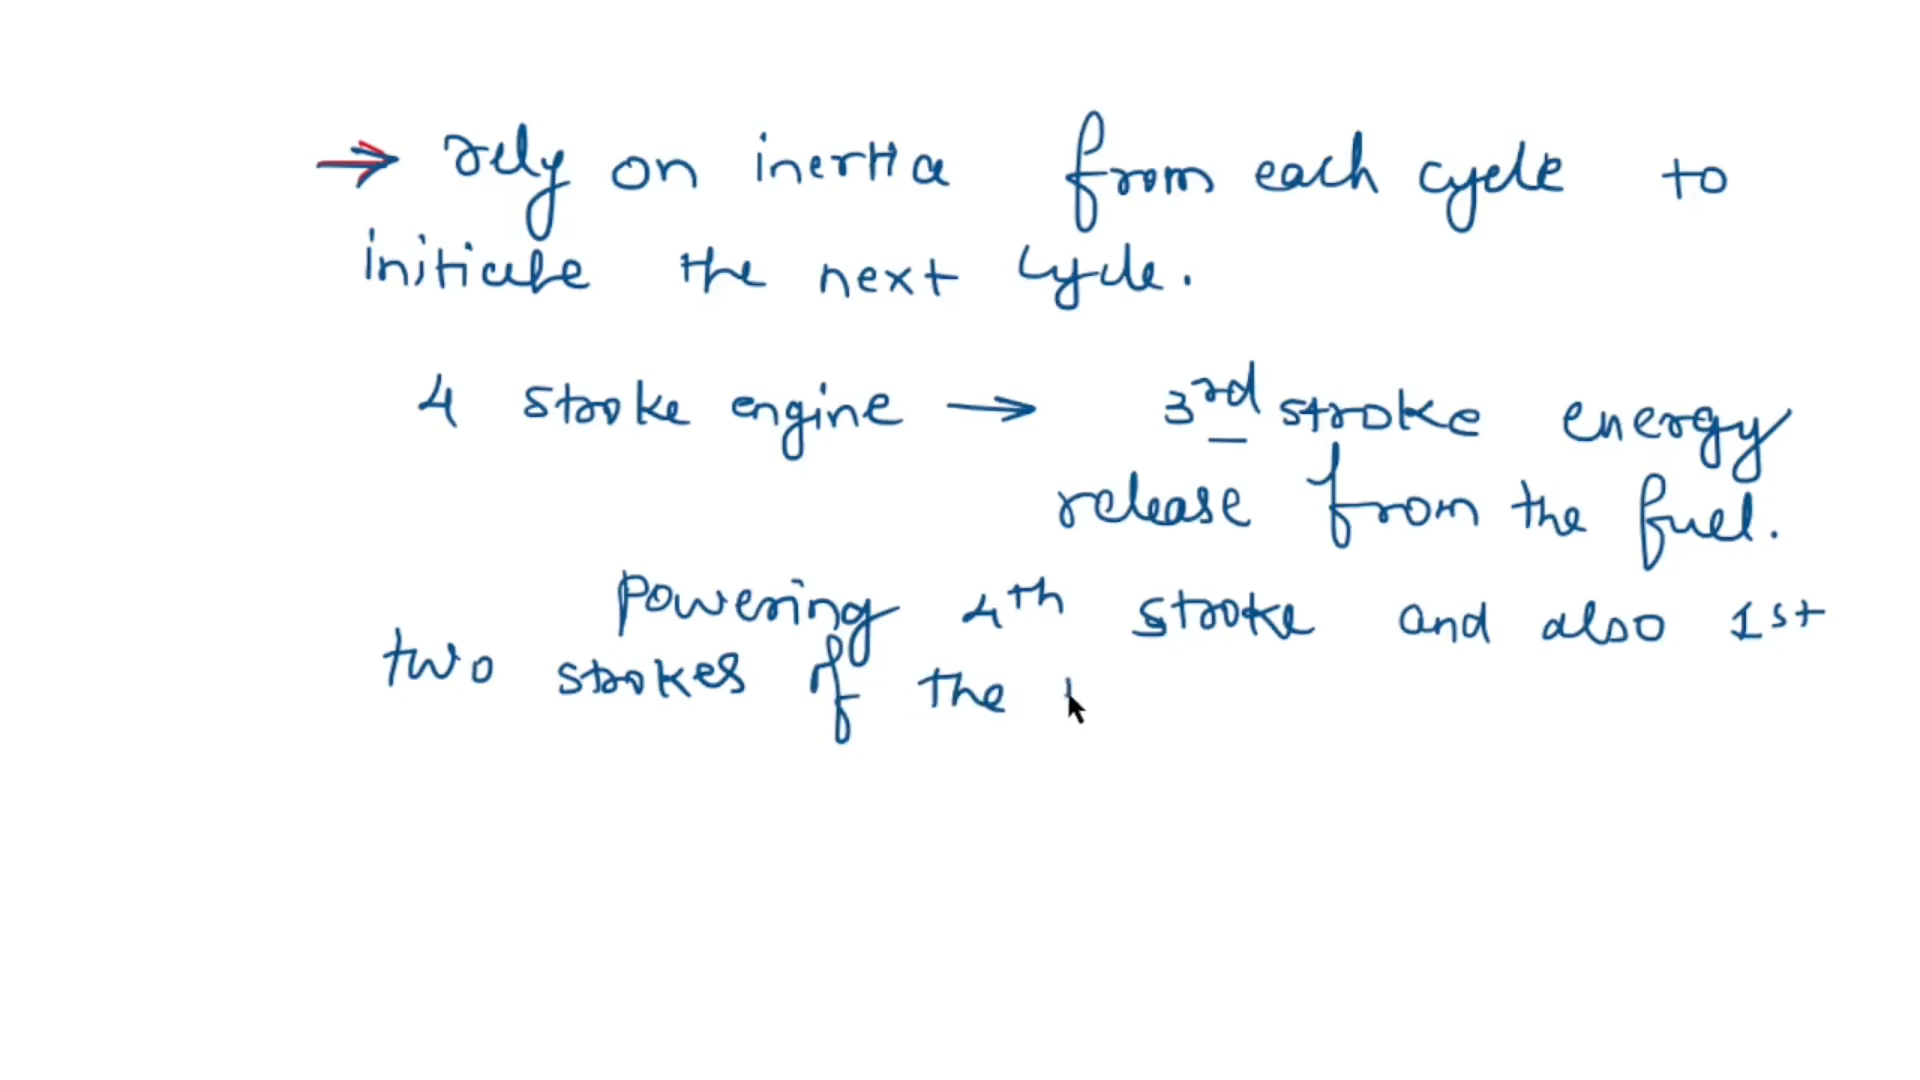 → rely on inertia from each cycle to
initiate the next cycle.
4 stroke engine → 3rd stroke energy
release from the fuel.
powering 4th stroke and also 1st
two strokes of the